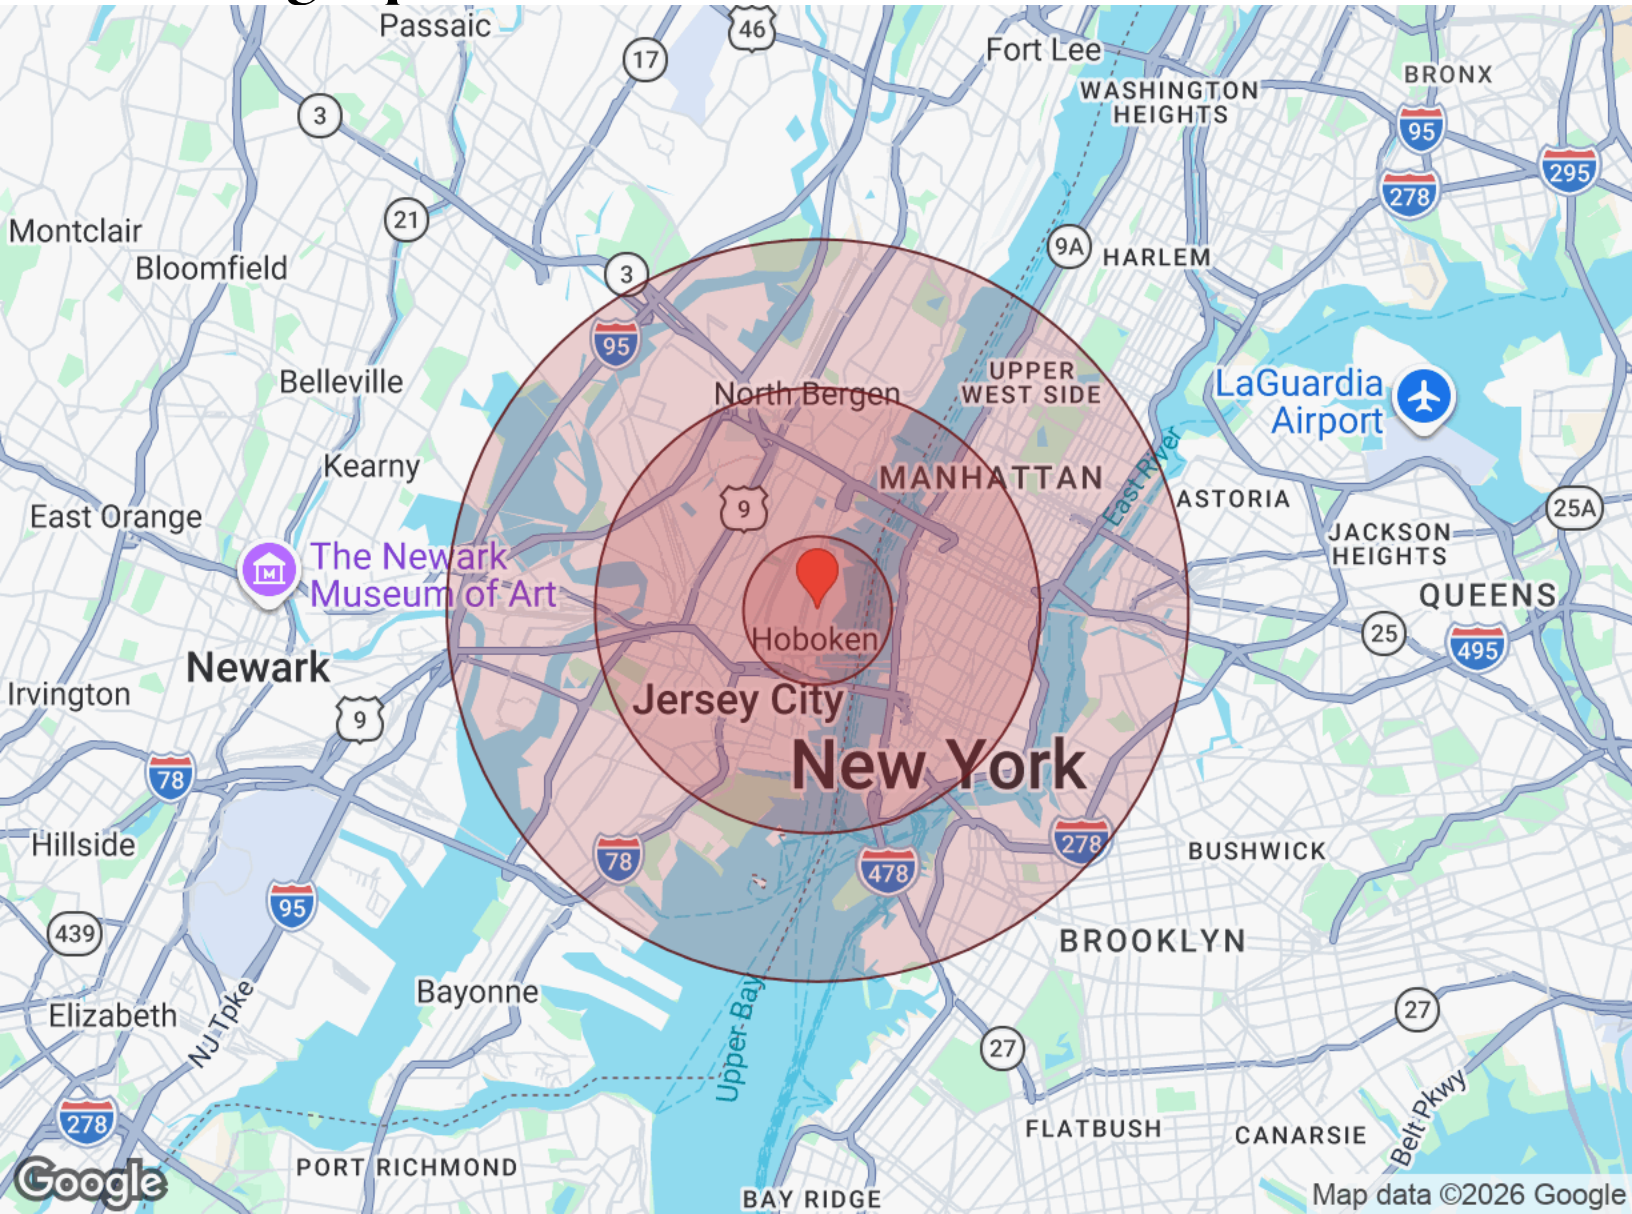 Passaic
46
17
Fort Lee
BRONX
WASHINGTON
HEIGHTS
3
95
295
278
21
Montclair
9A
HARLEM
Bloomfield
3
95
UPPER
WEST SIDE
LaGuardia
Airport
Belleville
North Bergen
Kearny
MANHATTAN
East River
ASTORIA
9
25A
East Orange
JACKSON
HEIGHTS
The Newark
Museum of Art
QUEENS
Hoboken
25
495
Newark
Irvington
Jersey City
9
New York
78
Hillside
78
478
278
BUSHWICK
95
439
BROOKLYN
Bayonne
Elizabeth
NJ Tpke
Upper Bay
27
27
278
Belt Pkwy
FLATBUSH
CANARSIE
PORT RICHMOND
Google
BAY RIDGE
Map data ©2026 Google